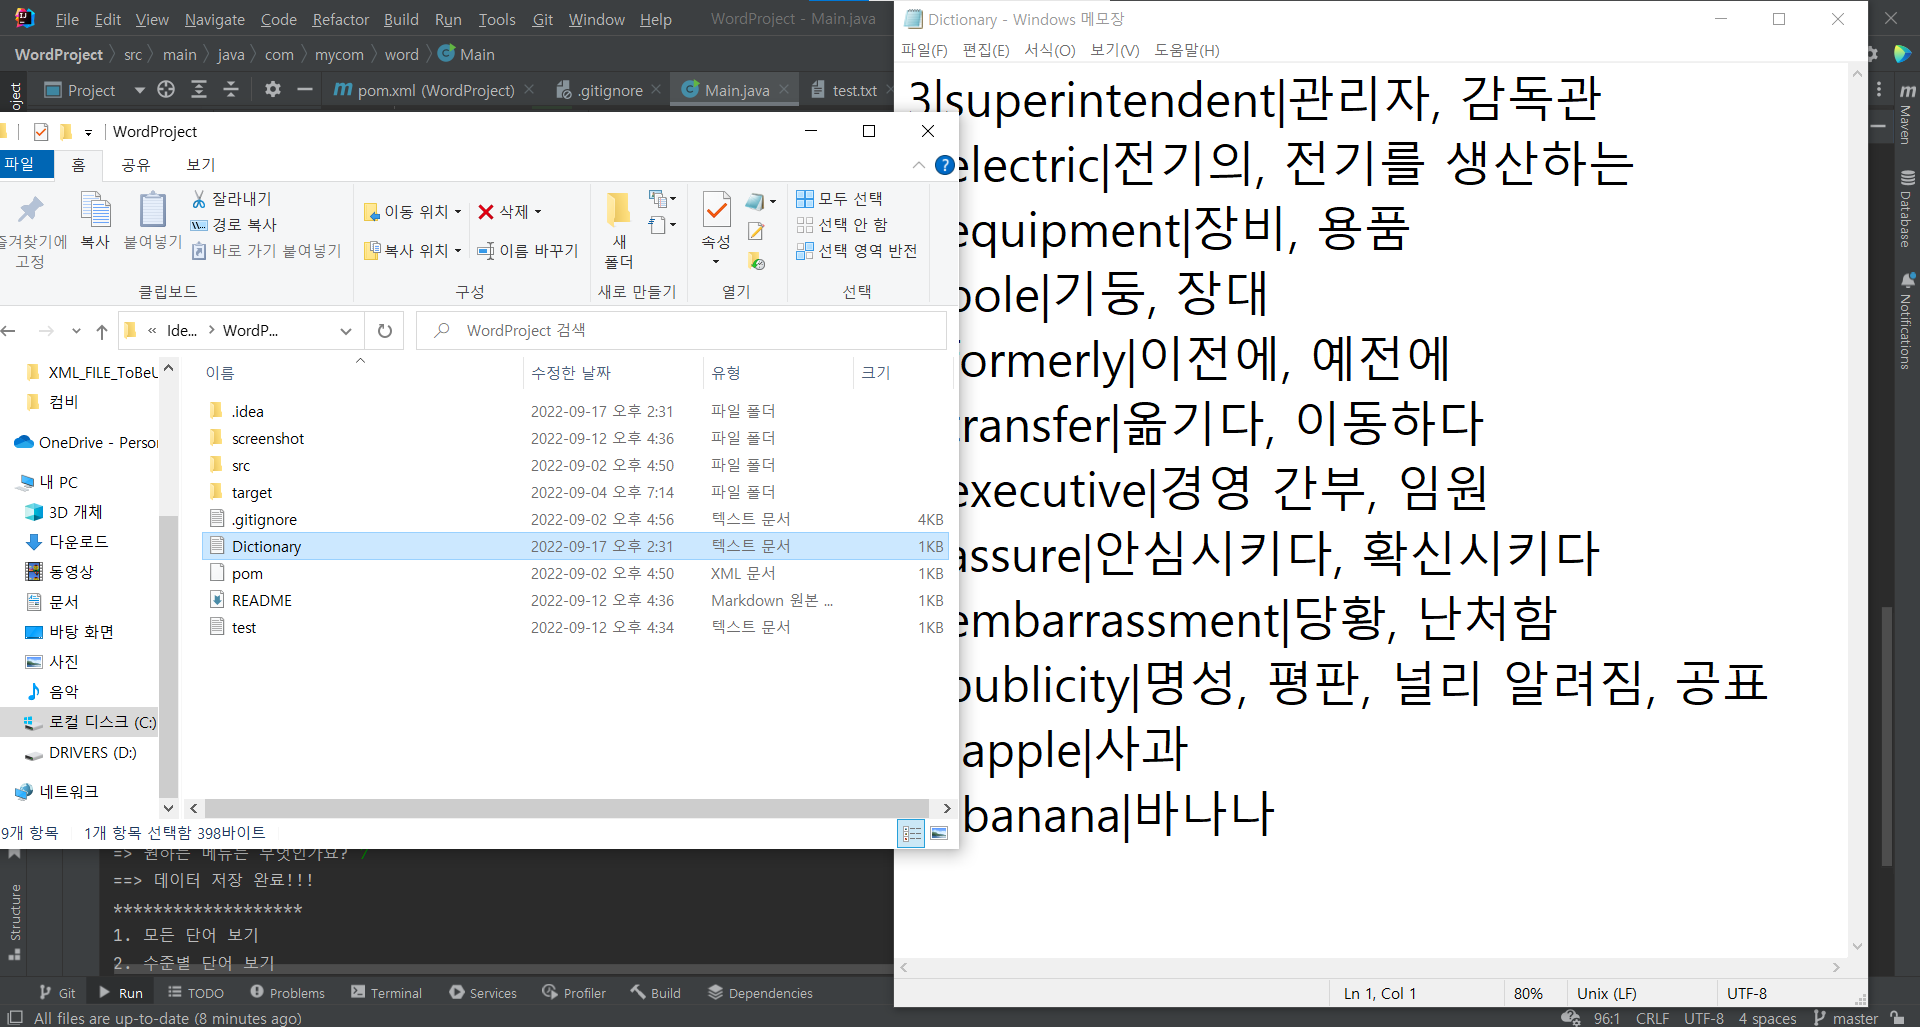 File Edit View Navigate Code Refactor Build Run Tools Git Window Help WordProject - Main.java
WordProject src main java com mycom word Main
Project pom.xml (WordProject) .gitignore Main.java test.txt
WordProject
파일 홈 공유 보기
잘라내기
경로 복사
바로 가기 붙여넣기
복사 붙여넣기
고정
클립보드
이동 위치 삭제
복사 위치 이름 바꾸기
구성
새
폴더
새로 만들기
속성
열기
모두 선택
선택 안 함
선택 영역 반전
선택
« Ide... WordP...
WordProject 검색
컴비
OneDrive - Person
내 PC
3D 개체
다운로드
동영상
문서
바탕 화면
사진
음악
로컬 디스크 (C:)
DRIVERS (D:)
네트워크
이름 수정한 날짜 유형 크기
.idea 2022-09-17 오후 2:31 파일 폴더
screenshot 2022-09-12 오후 4:36 파일 폴더
src 2022-09-02 오후 4:50 파일 폴더
target 2022-09-04 오후 7:14 파일 폴더
.gitignore 2022-09-02 오후 4:56 텍스트 문서 4KB
Dictionary 2022-09-17 오후 2:31 텍스트 문서 1KB
pom 2022-09-02 오후 4:50 XML 문서 1KB
README 2022-09-12 오후 4:36 Markdown 원본 ... 1KB
test 2022-09-12 오후 4:34 텍스트 문서 1KB
9개 항목 1개 항목 선택함 398바이트
=> 원하는 메뉴는 무엇인가요? 7
==> 데이터 저장 완료!!!
*******************
1. 모든 단어 보기
2. 수준별 단어 보기
Structure
Git Run TODO Problems Terminal Services Profiler Build Dependencies
All files are up-to-date (8 minutes ago)
Dictionary - Windows 메모장
파일(F) 편집(E) 서식(O) 보기(V) 도움말(H)
3|superintendent|관리자, 감독관
electric|전기의, 전기를 생산하는
equipment|장비, 용품
pole|기둥, 장대
formerly|이전에, 예전에
transfer|옮기다, 이동하다
executive|경영 간부, 임원
assure|안심시키다, 확신시키다
embarrassment|당황, 난처함
publicity|명성, 평판, 널리 알려짐, 공표
apple|사과
banana|바나나
Ln 1, Col 1 80% Unix (LF) UTF-8
Maven
Database
Notifications
96:1 CRLF UTF-8 4 spaces master